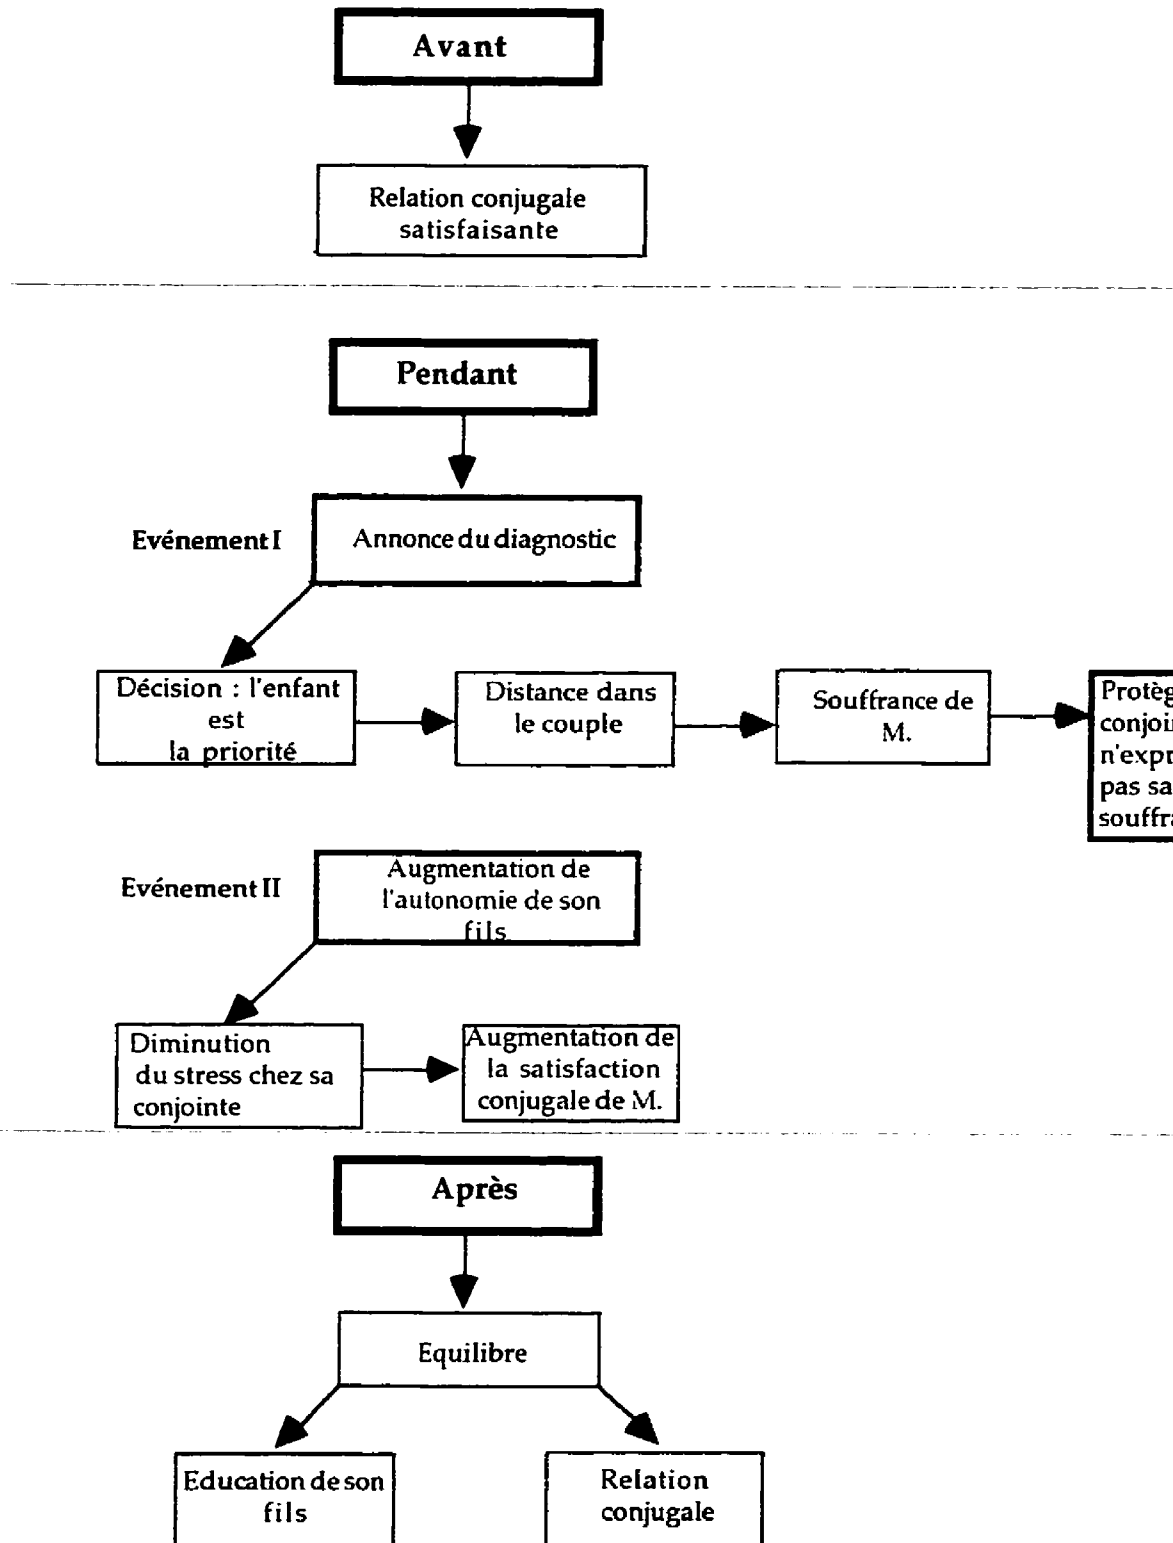 Avant
Relation conjugale
satisfaisante
Pendant
Evénement I
Annonce du diagnostic
Décision : l'enfant
est
la priorité
Distance dans
le couple
Souffrance de
M.
pas sa
Evénement II
Augmentation de
l'autonomie de son
fils
Diminution
du stress chez sa
conjointe
Augmentation de
la satisfaction
conjugale de M.
Après
Equilibre
Education de son
fils
Relation
conjugale